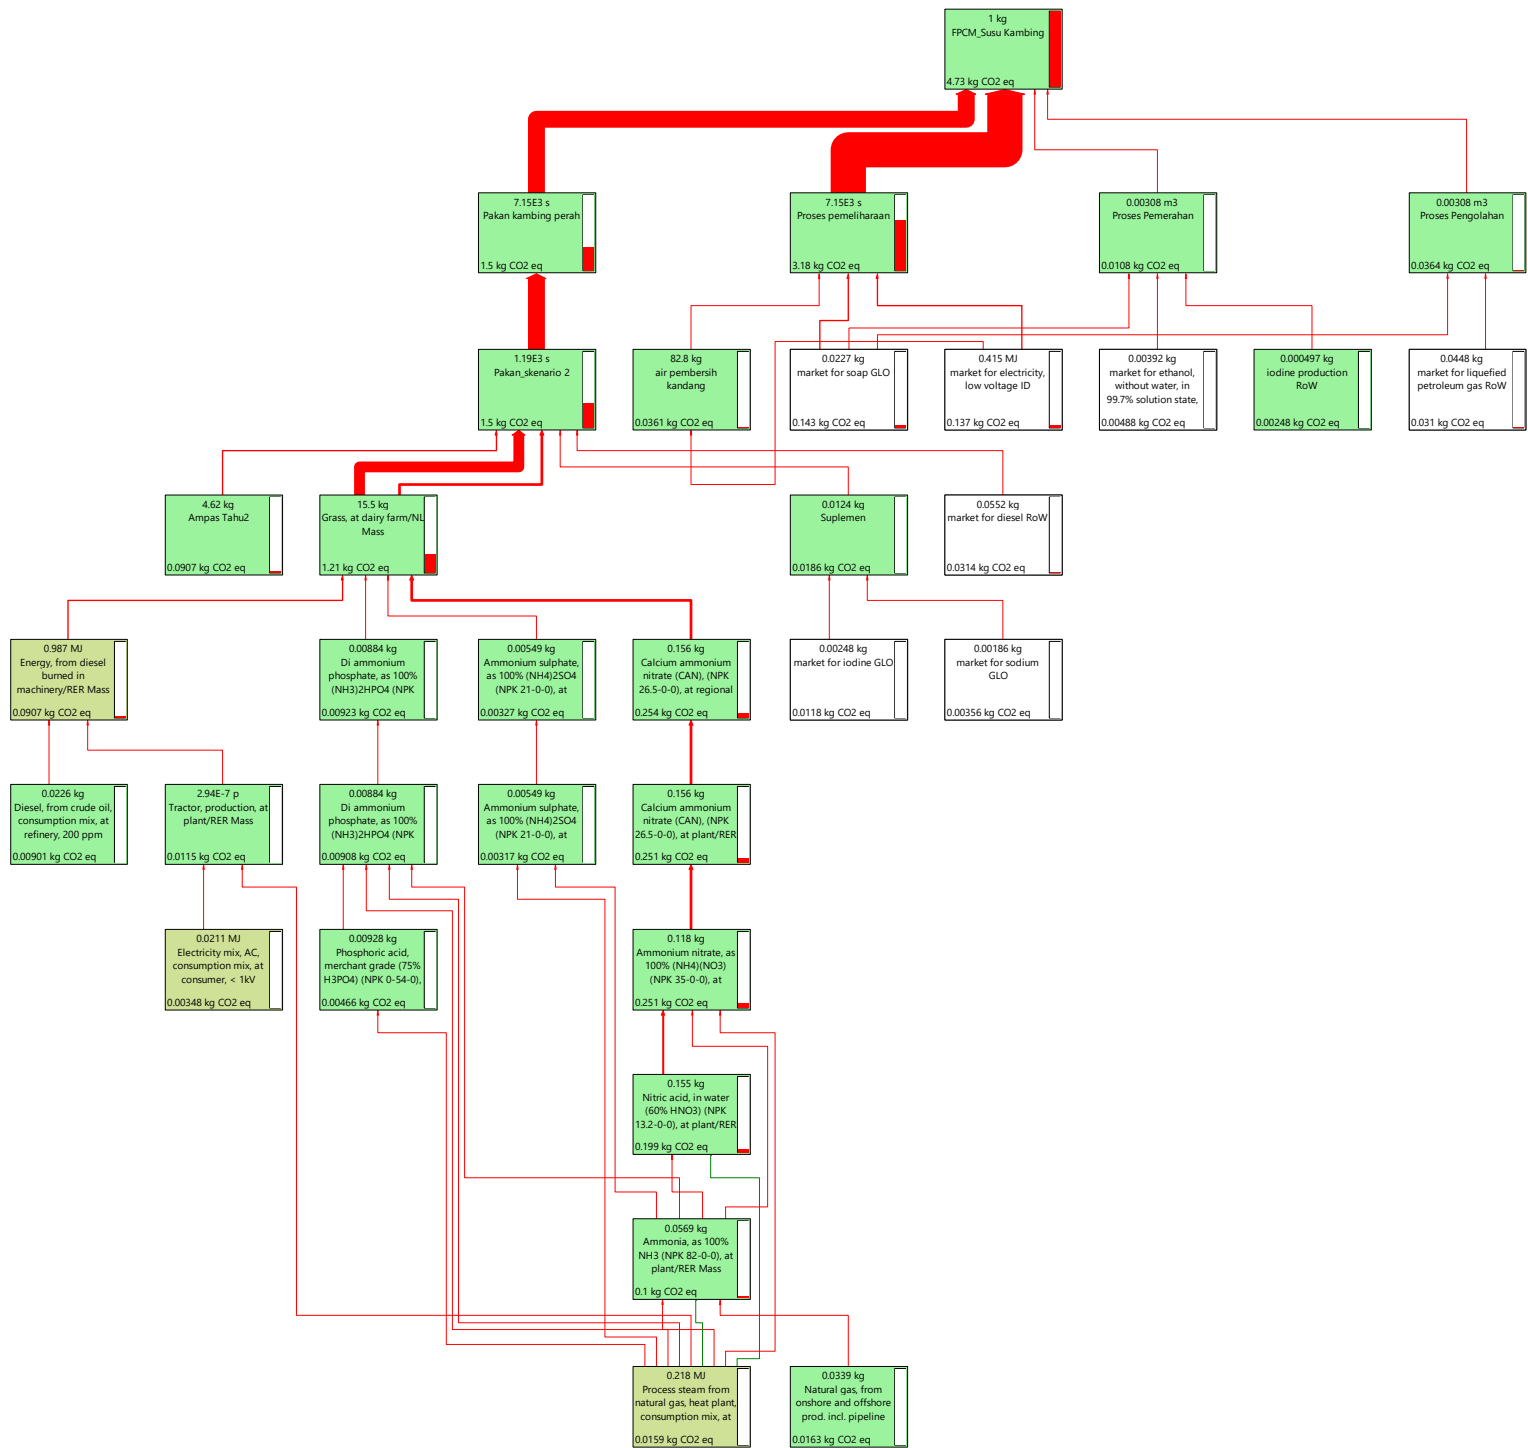 1 kg
FPCM_Susu Kambing
4.73 kg CO2 eq
7.15E3 s
Pakan kambing perah
1.5 kg CO2 eq
7.15E3 s
Proses pemeliharaan
3.18 kg CO2 eq
0.00308 m3
Proses Pemerahan
0.0108 kg CO2 eq
0.00308 m3
Proses Pengolahan
0.0364 kg CO2 eq
1.19E3 s
Pakan_skenario 2
1.5 kg CO2 eq
82.8 kg
air pembersih
kandang
0.0361 kg CO2 eq
0.0227 kg
market for soap GLO
0.143 kg CO2 eq
0.415 MJ
market for electricity,
low voltage ID
0.137 kg CO2 eq
0.00392 kg
market for ethanol,
without water, in
99.7% solution state,
0.00488 kg CO2 eq
0.000497 kg
iodine production
RoW
0.00248 kg CO2 eq
0.0448 kg
market for liquefied
petroleum gas RoW
0.031 kg CO2 eq
4.62 kg
Ampas Tahu2
0.0907 kg CO2 eq
15.5 kg
Grass, at dairy farm/NL
Mass
1.21 kg CO2 eq
0.0124 kg
Suplemen
0.0186 kg CO2 eq
0.0552 kg
market for diesel RoW
0.0314 kg CO2 eq
0.987 MJ
Energy, from diesel
burned in
machinery/RER Mass
0.0907 kg CO2 eq
0.00884 kg
Di ammonium
phosphate, as 100%
(NH3)2HPO4 (NPK
0.00923 kg CO2 eq
0.00549 kg
Ammonium sulphate,
as 100% (NH4)2SO4
(NPK 21-0-0), at
0.00327 kg CO2 eq
0.156 kg
Calcium ammonium
nitrate (CAN), (NPK
26.5-0-0), at regional
0.254 kg CO2 eq
0.00248 kg
market for iodine GLO
0.0118 kg CO2 eq
0.00186 kg
market for sodium
GLO
0.00356 kg CO2 eq
0.0226 kg
Diesel, from crude oil,
consumption mix, at
refinery, 200 ppm
0.00901 kg CO2 eq
2.94E-7 p
Tractor, production, at
plant/RER Mass
0.0115 kg CO2 eq
0.00884 kg
Di ammonium
phosphate, as 100%
(NH3)2HPO4 (NPK
0.00908 kg CO2 eq
0.00549 kg
Ammonium sulphate,
as 100% (NH4)2SO4
(NPK 21-0-0), at
0.00317 kg CO2 eq
0.156 kg
Calcium ammonium
nitrate (CAN), (NPK
26.5-0-0), at plant/RER
0.251 kg CO2 eq
0.0211 MJ
Electricity mix, AC,
consumption mix, at
consumer, < 1kV
0.00348 kg CO2 eq
0.00928 kg
Phosphoric acid,
merchant grade (75%
H3PO4) (NPK 0-54-0),
0.00466 kg CO2 eq
0.118 kg
Ammonium nitrate, as
100% (NH4)(NO3)
(NPK 35-0-0), at
0.251 kg CO2 eq
0.155 kg
Nitric acid, in water
(60% HNO3) (NPK
13.2-0-0), at plant/RER
0.199 kg CO2 eq
0.0569 kg
Ammonia, as 100%
NH3 (NPK 82-0-0), at
plant/RER Mass
0.1 kg CO2 eq
0.218 MJ
Process steam from
natural gas, heat plant,
consumption mix, at
0.0159 kg CO2 eq
0.0339 kg
Natural gas, from
onshore and offshore
prod. incl. pipeline
0.0163 kg CO2 eq